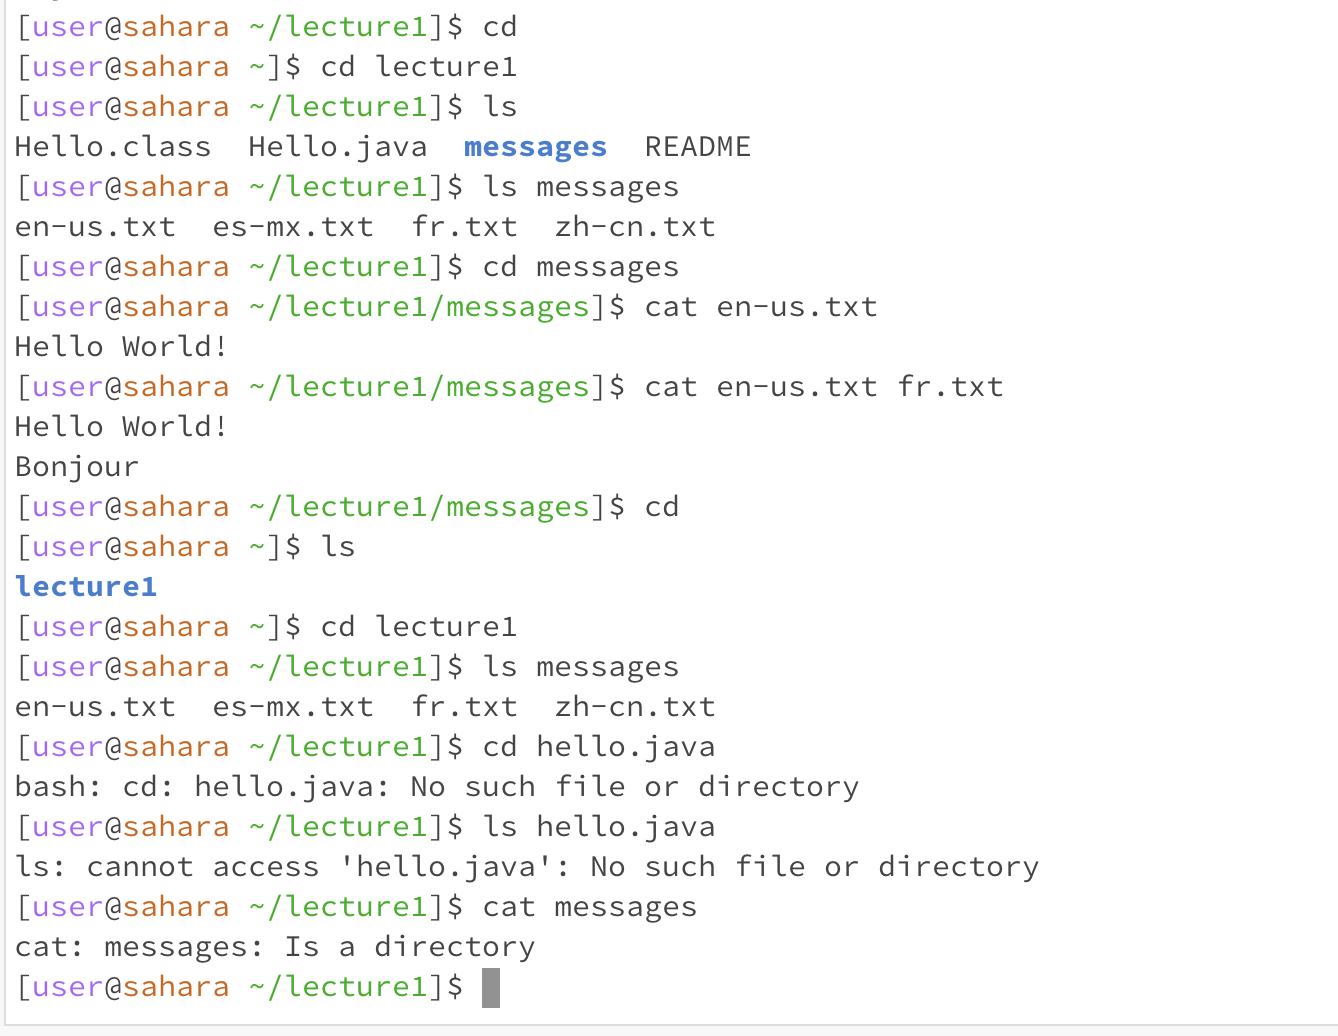 [user@sahara ~/lecture1]$ cd
[user@sahara ~]$ cd lecture1
[user@sahara ~/lecture1]$ ls
Hello.class  Hello.java  messages  README
[user@sahara ~/lecture1]$ ls messages
en-us.txt  es-mx.txt  fr.txt  zh-cn.txt
[user@sahara ~/lecture1]$ cd messages
[user@sahara ~/lecture1/messages]$ cat en-us.txt
Hello World!
[user@sahara ~/lecture1/messages]$ cat en-us.txt fr.txt
Hello World!
Bonjour
[user@sahara ~/lecture1/messages]$ cd
[user@sahara ~]$ ls
lecture1
[user@sahara ~]$ cd lecture1
[user@sahara ~/lecture1]$ ls messages
en-us.txt  es-mx.txt  fr.txt  zh-cn.txt
[user@sahara ~/lecture1]$ cd hello.java
bash: cd: hello.java: No such file or directory
[user@sahara ~/lecture1]$ ls hello.java
ls: cannot access 'hello.java': No such file or directory
[user@sahara ~/lecture1]$ cat messages
cat: messages: Is a directory
[user@sahara ~/lecture1]$